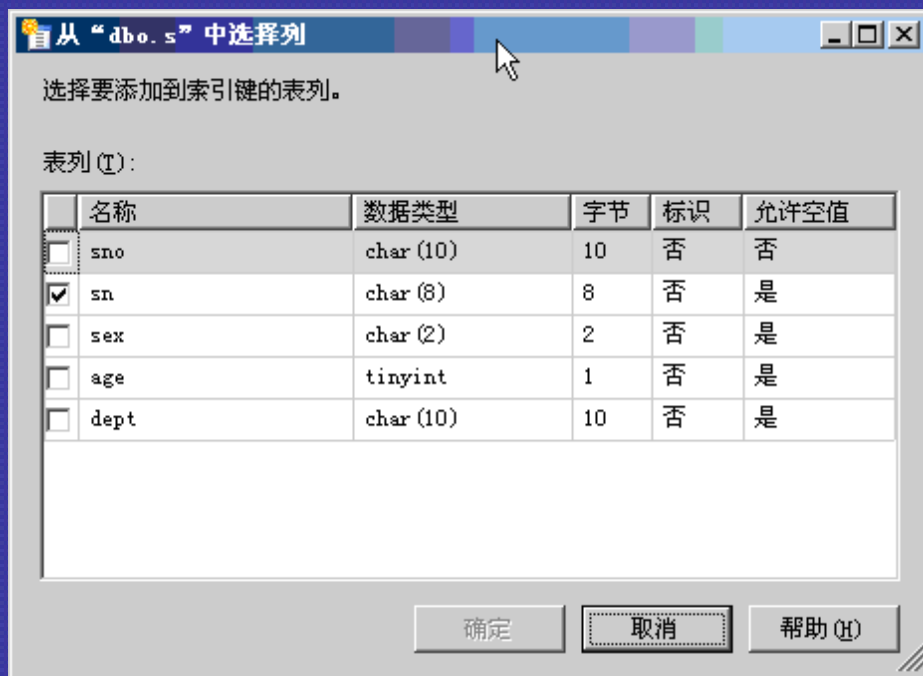 从“dbo.s”中选择列
选择要添加到索引键的表列。
表列(T):
名称 数据类型 字节 标识 允许空值
sno char(10) 10 否 否
sn char(8) 8 否 是
sex char(2) 2 否 是
age tinyint 1 否 是
dept char(10) 10 否 是
确定 取消 帮助(H)